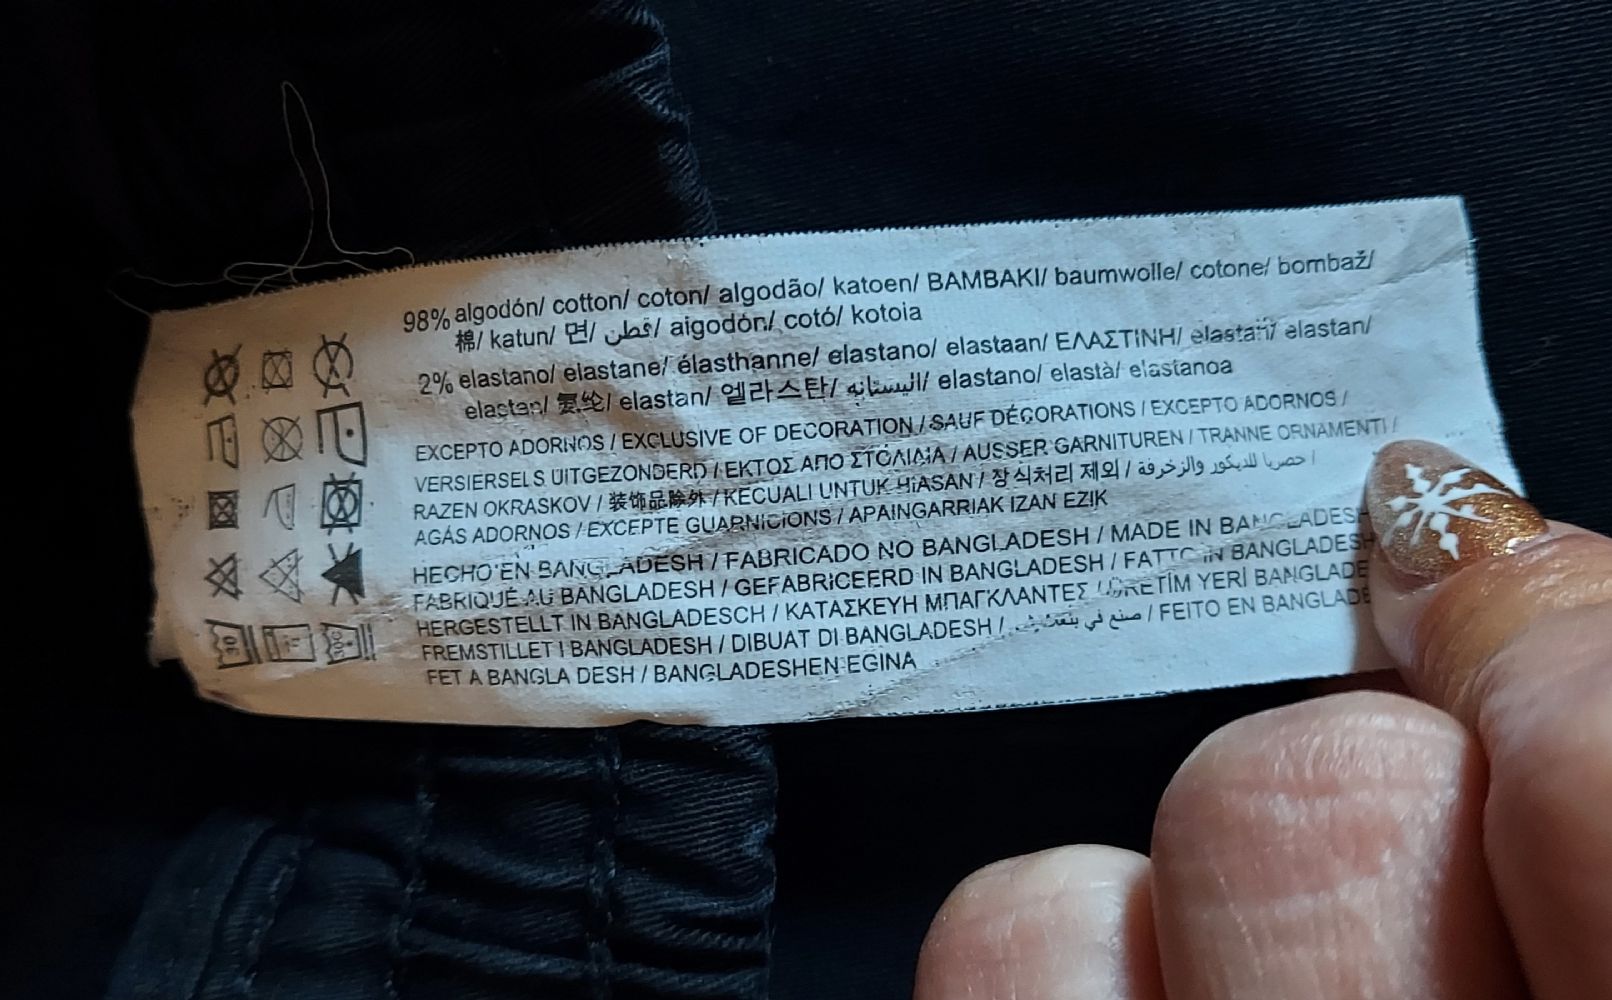 98% algodón/ cotton/ coton/ algodão/ katoen/ BAMBAKI/ baumwolle/ cotone/ bombaž/
棉/ katun/ 면/ قطن/ aigodón/ cotó/ kotoia
2% elastano/ elastane/ élasthanne/ elastano/ elastaan/ ΕΛΑΣΤΙΝΗ/ elastan/ elastan/
elastan/ 氨纶/ elastan/ 엘라스탄/ اليستانه/ elastano/ elastà/ elastanoa
EXCEPTO ADORNOS / EXCLUSIVE OF DECORATION / SAUF DÉCORATIONS / EXCEPTO ADORNOS /
VERSIERSELS UITGEZONDERD / ΕΚΤΟΣ ΑΠΟ ΣΤΟΛΙΔΙΑ / AUSSER GARNITUREN / TRANNE ORNAMENTI /
RAZEN OKRASKOV / 装饰品除外 / KECUALI UNTUK HIASAN / 장식처리 제외 / حصريا للديكور والزخرفة /
AGÁS ADORNOS / EXCEPTE GUARNICIONS / APAINGARRIAK IZAN EZIK
HECHO EN BANGLADESH / FABRICADO NO BANGLADESH / MADE IN BANGLADESH
FABRIQUÉ AU BANGLADESH / GEFABRICEERD IN BANGLADESH / FATTO IN BANGLADESH
HERGESTELLT IN BANGLADESCH / ΚΑΤΑΣΚΕΥΗ ΜΠΑΓΚΛΑΝΤΕΣ / ÜRETİM YERİ BANGLADE
FREMSTILLET I BANGLADESH / DIBUAT DI BANGLADESH / صنع في / FEITO EN BANGLADE
FET A BANGLA DESH / BANGLADESHEN EGINA